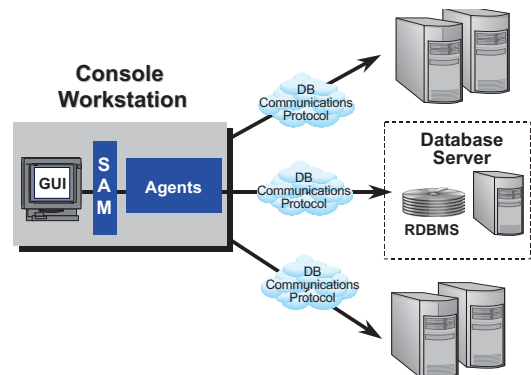 Console
Workstation
GUI
S
A
M
Agents
DB
Communications
Protocol
DB
Communications
Protocol
DB
Communications
Protocol
Database
Server
RDBMS